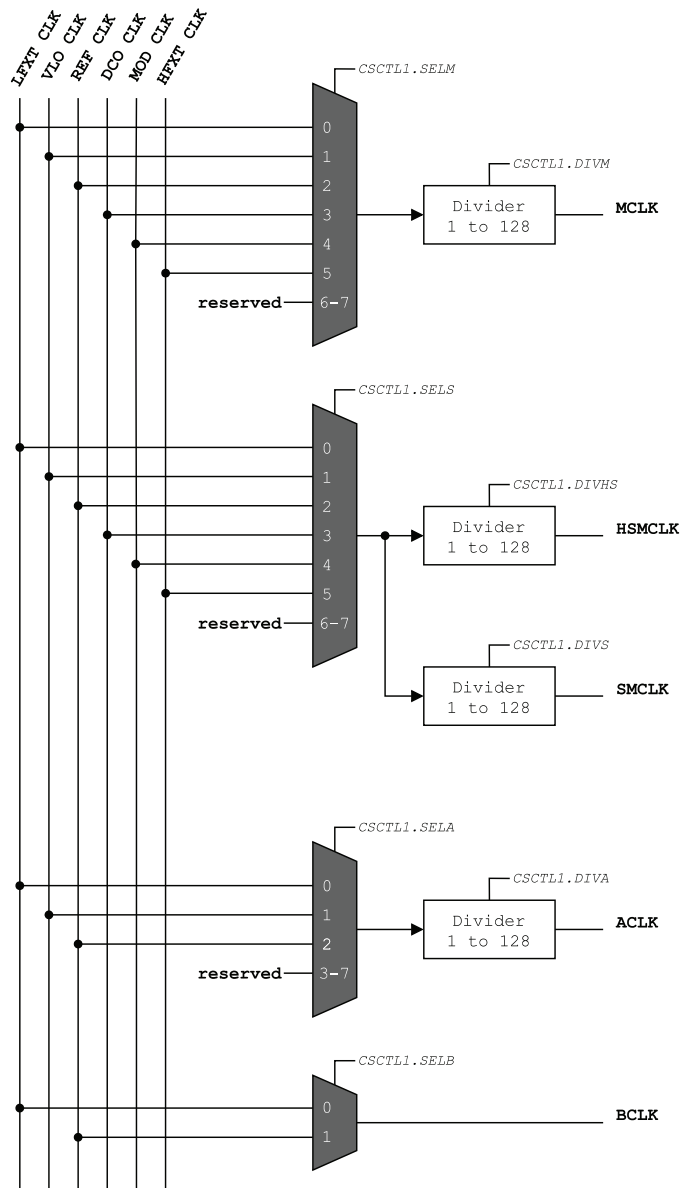 LFXT CLK
VLO CLK
REF CLK
DCO CLK
MOD CLK
HFXT CLK
CSCTL1.SELM
0
1
2
3
4
5
reserved 6-7
CSCTL1.DIVM
Divider
1 to 128
MCLK
CSCTL1.SELS
0
1
2
3
4
5
reserved 6-7
CSCTL1.DIVHS
Divider
1 to 128
HSMCLK
CSCTL1.DIVS
Divider
1 to 128
SMCLK
CSCTL1.SELA
0
1
2
reserved 3-7
CSCTL1.DIVA
Divider
1 to 128
ACLK
CSCTL1.SELB
0
1
BCLK